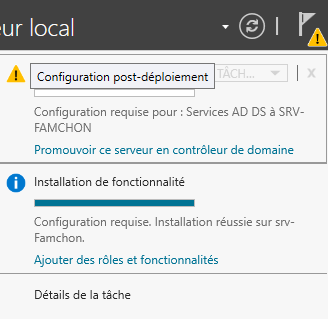 eur local
Configuration post-déploiement
TÂCH...
X
Configuration requise pour : Services AD DS à SRV-
FAMCHON
Promouvoir ce serveur en contrôleur de domaine
Installation de fonctionnalité
Configuration requise. Installation réussie sur srv-
Famchon.
Ajouter des rôles et fonctionnalités
Détails de la tâche